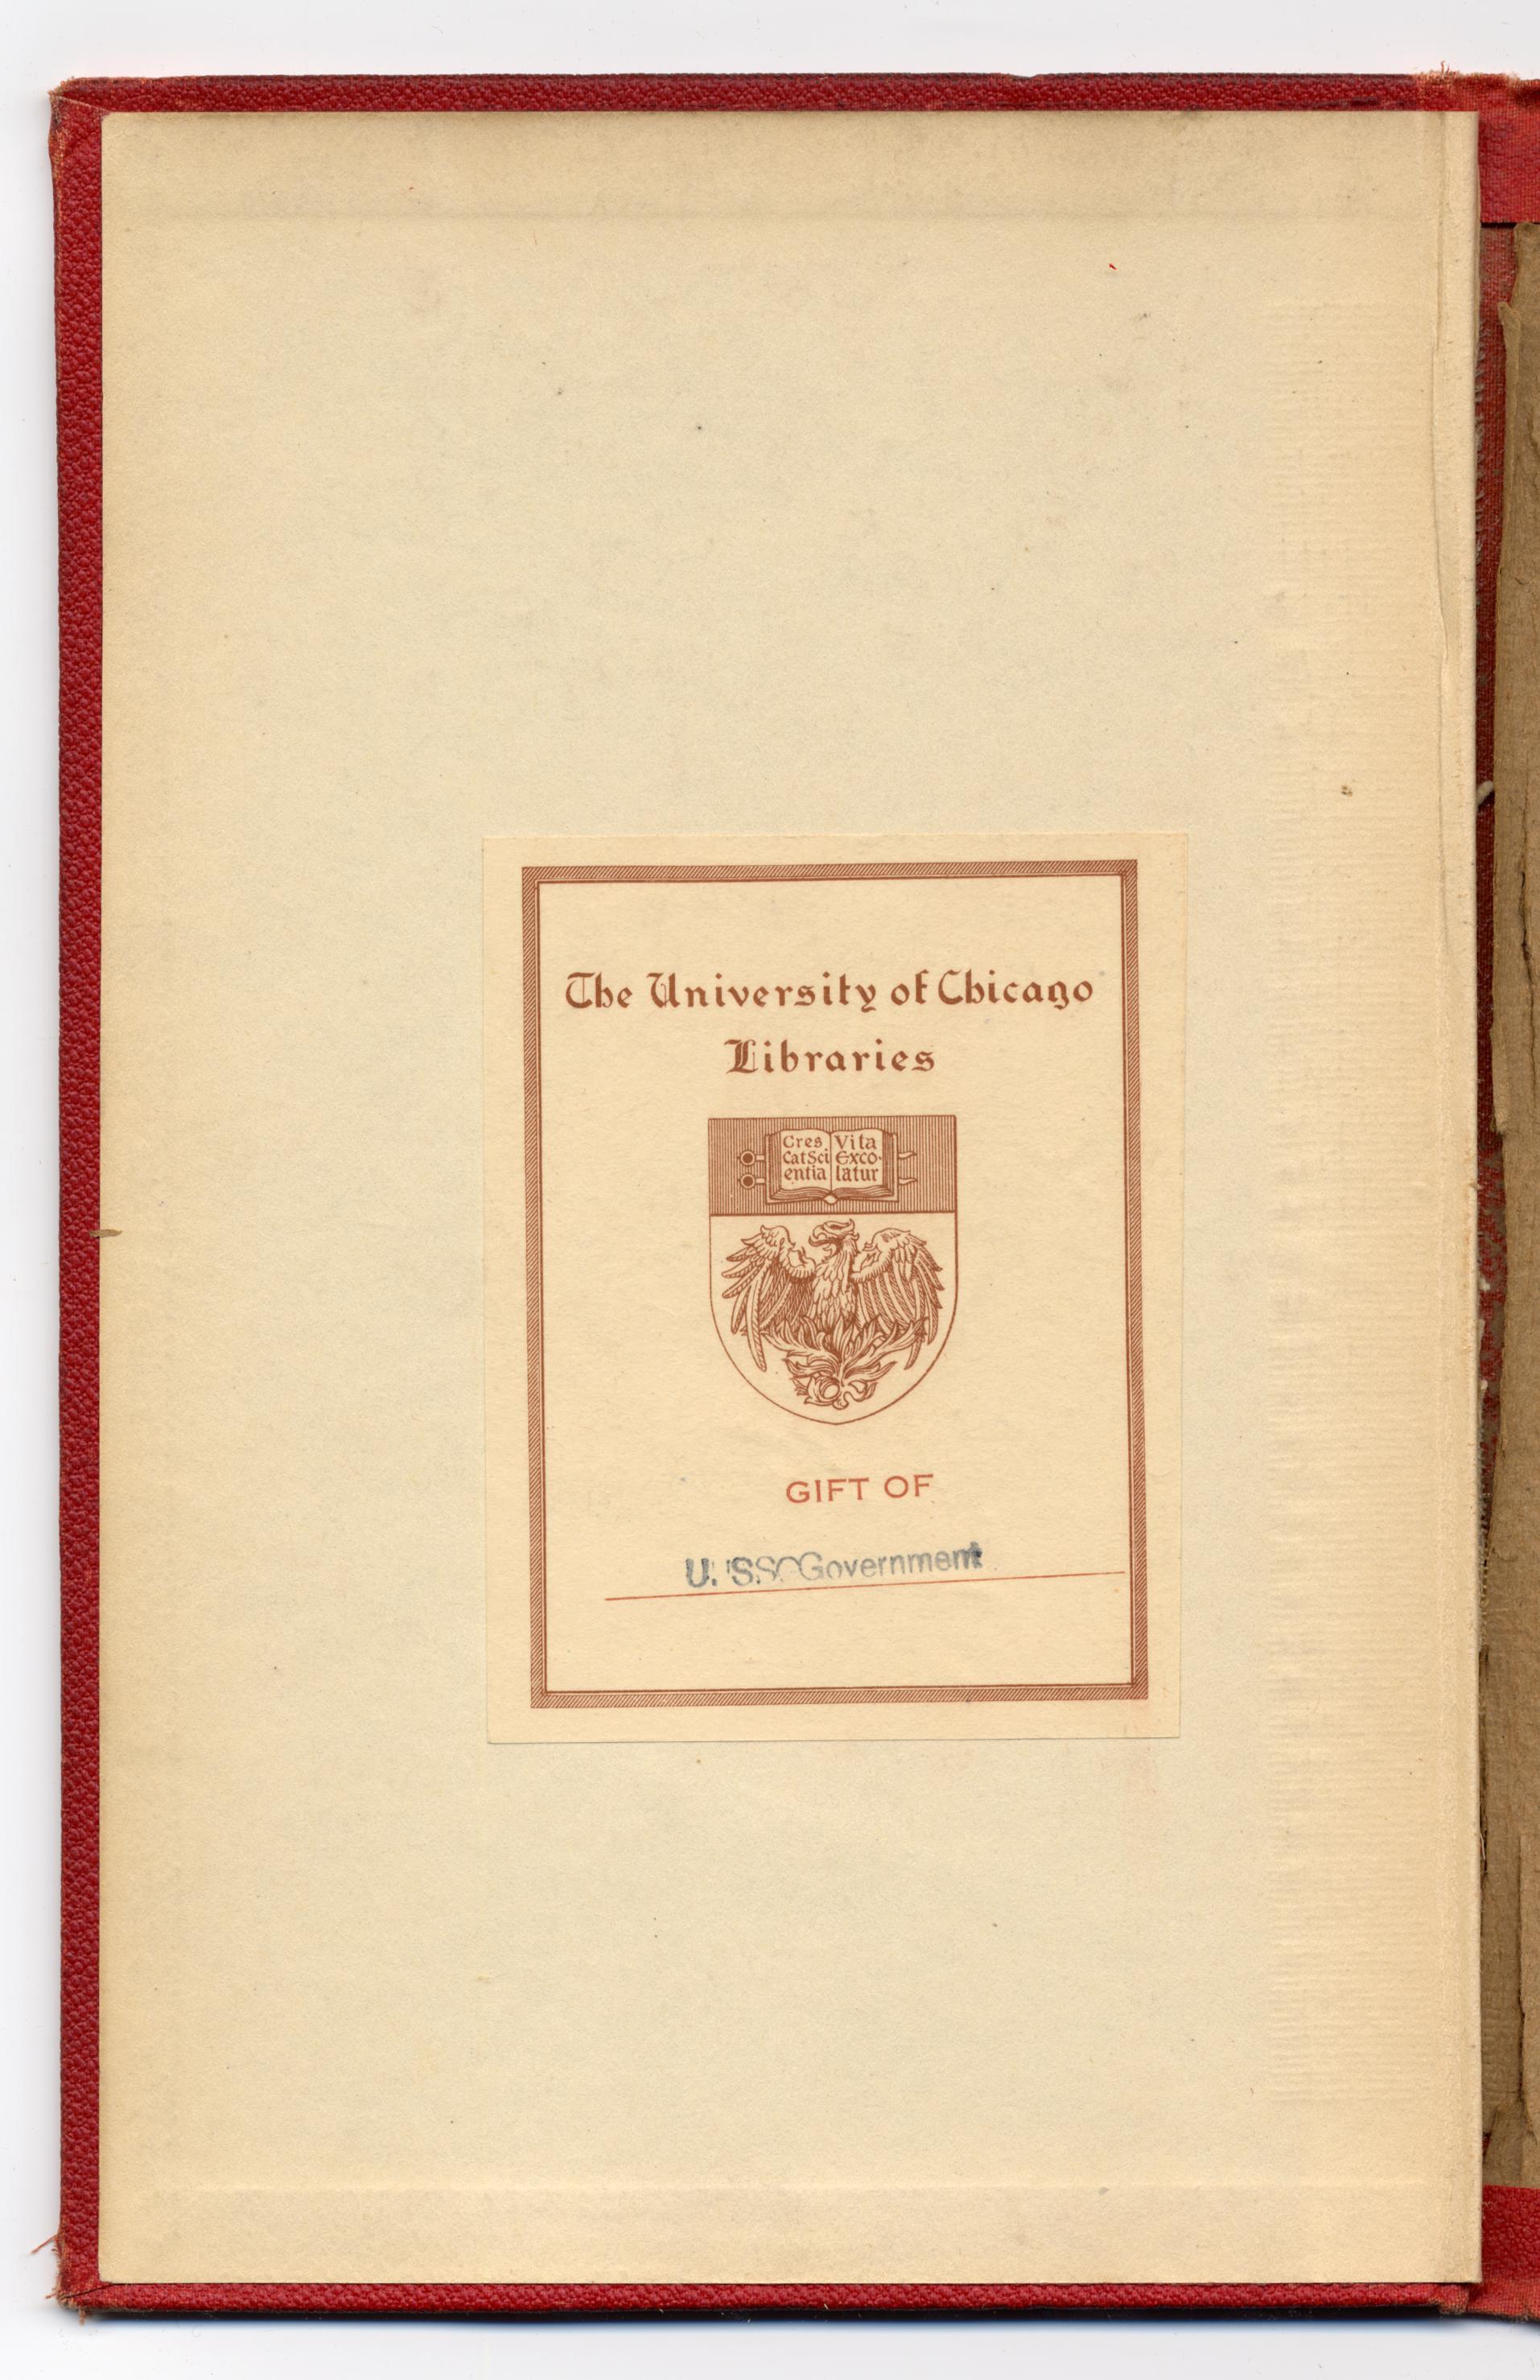 The University of Chicago
Libraries
Cres
cat Sci
entia
Vita
Exco-
latur
GIFT OF
Government